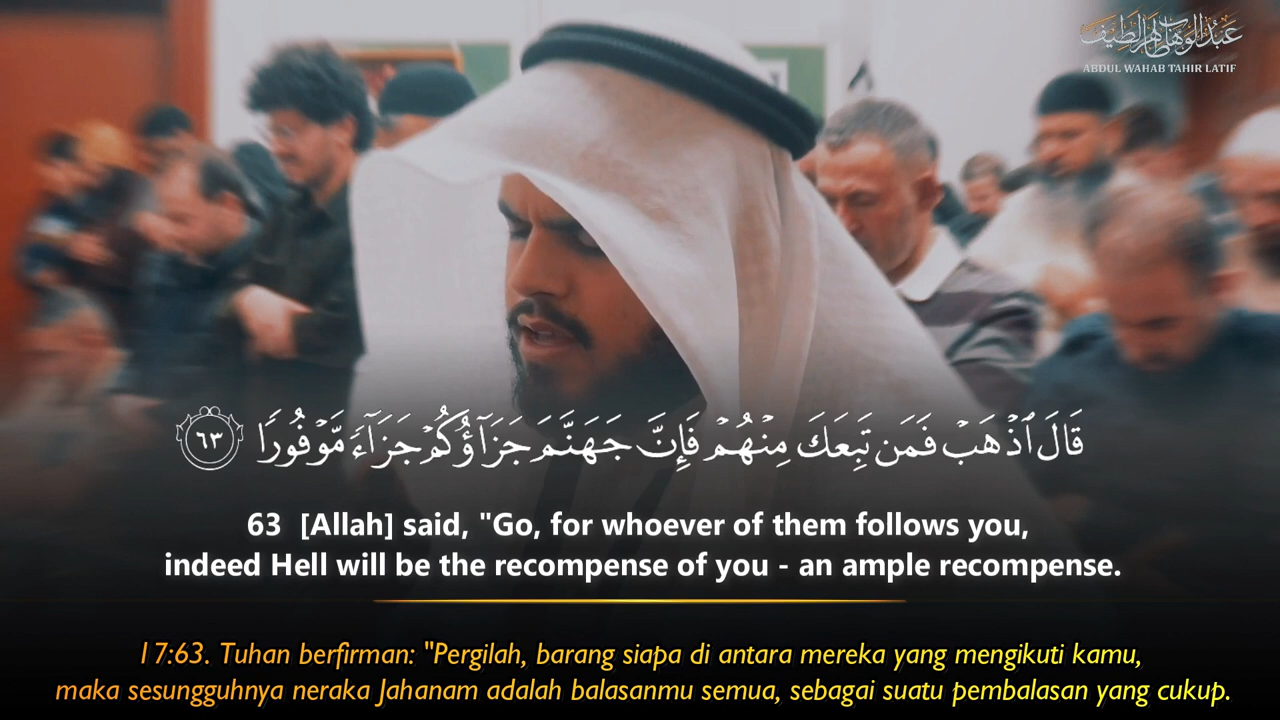 عبد الوهاب طاهر لطيف
ABDUL WAHAB TAHIR LATIF
قَالَ ٱذْهَبْ فَمَن تَبِعَكَ مِنْهُمْ فَإِنَّ جَهَنَّمَ جَزَآؤُكُمْ جَزَآءً مَّوْفُورًا ٦٣
63 [Allah] said, "Go, for whoever of them follows you,
indeed Hell will be the recompense of you - an ample recompense.
17:63. Tuhan berfirman: "Pergilah, barang siapa di antara mereka yang mengikuti kamu,
maka sesungguhnya neraka Jahanam adalah balasanmu semua, sebagai suatu pembalasan yang cukup.